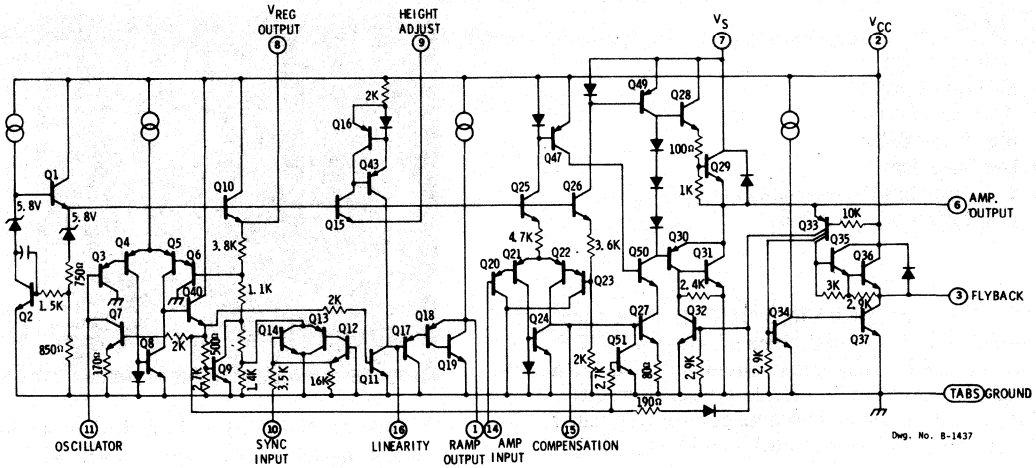 V_REG OUTPUT
8
HEIGHT ADJUST
9
V_S
7
V_CC
2
2K
Q49
Q28
Q16
Q47
100Ω
Q29
Q43
1K
Q1
Q10
Q15
Q25
Q26
5.8V
5.8V
6 AMP. OUTPUT
Q33
10K
3.8K
4.7K
3.6K
Q35
Q36
Q3
Q4
Q5
Q6
750Ω
Q50
Q30
Q31
Q20
Q21
Q22
Q23
1.1K
2.4K
3K
2.9K
3 FLYBACK
1.5K
Q2
Q40
2K
Q7
Q14
Q13
Q12
Q17
Q18
Q24
Q27
Q32
Q34
Q37
850Ω
170Ω
Q8
2K
500Ω
2.7K
Q9
1.4K
3.5K
16K
Q11
Q19
2K
Q51
2.7K
80Ω
2.9K
2.9K
190Ω
TABS GROUND
11
OSCILLATOR
10
SYNC INPUT
16
LINEARITY
1
RAMP OUTPUT
14
AMP INPUT
15
COMPENSATION
Dwg. No. B-1437